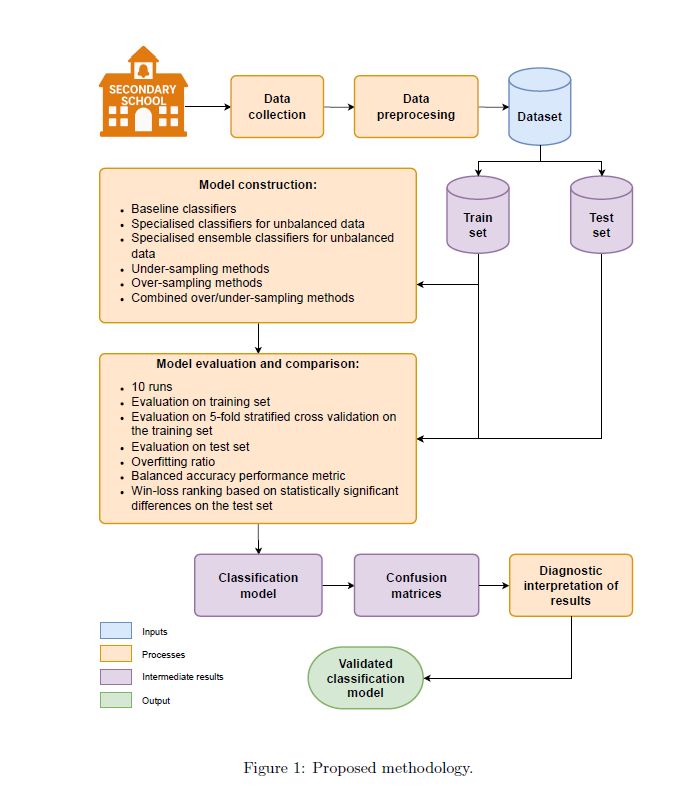 SECONDARY
SCHOOL
Data
collection
Data
preprocesing
Dataset
Train
set
Test
set
Model construction:
• Baseline classifiers
• Specialised classifiers for unbalanced data
• Specialised ensemble classifiers for unbalanced
data
• Under-sampling methods
• Over-sampling methods
• Combined over/under-sampling methods
Model evaluation and comparison:
• 10 runs
• Evaluation on training set
• Evaluation on 5-fold stratified cross validation on
the training set
• Evaluation on test set
• Overfitting ratio
• Balanced accuracy performance metric
• Win-loss ranking based on statistically significant
differences on the test set
Classification
model
Confusion
matrices
Diagnostic
interpretation of
results
Inputs
Processes
Intermediate results
Output
Validated
classification
model
Figure 1: Proposed methodology.